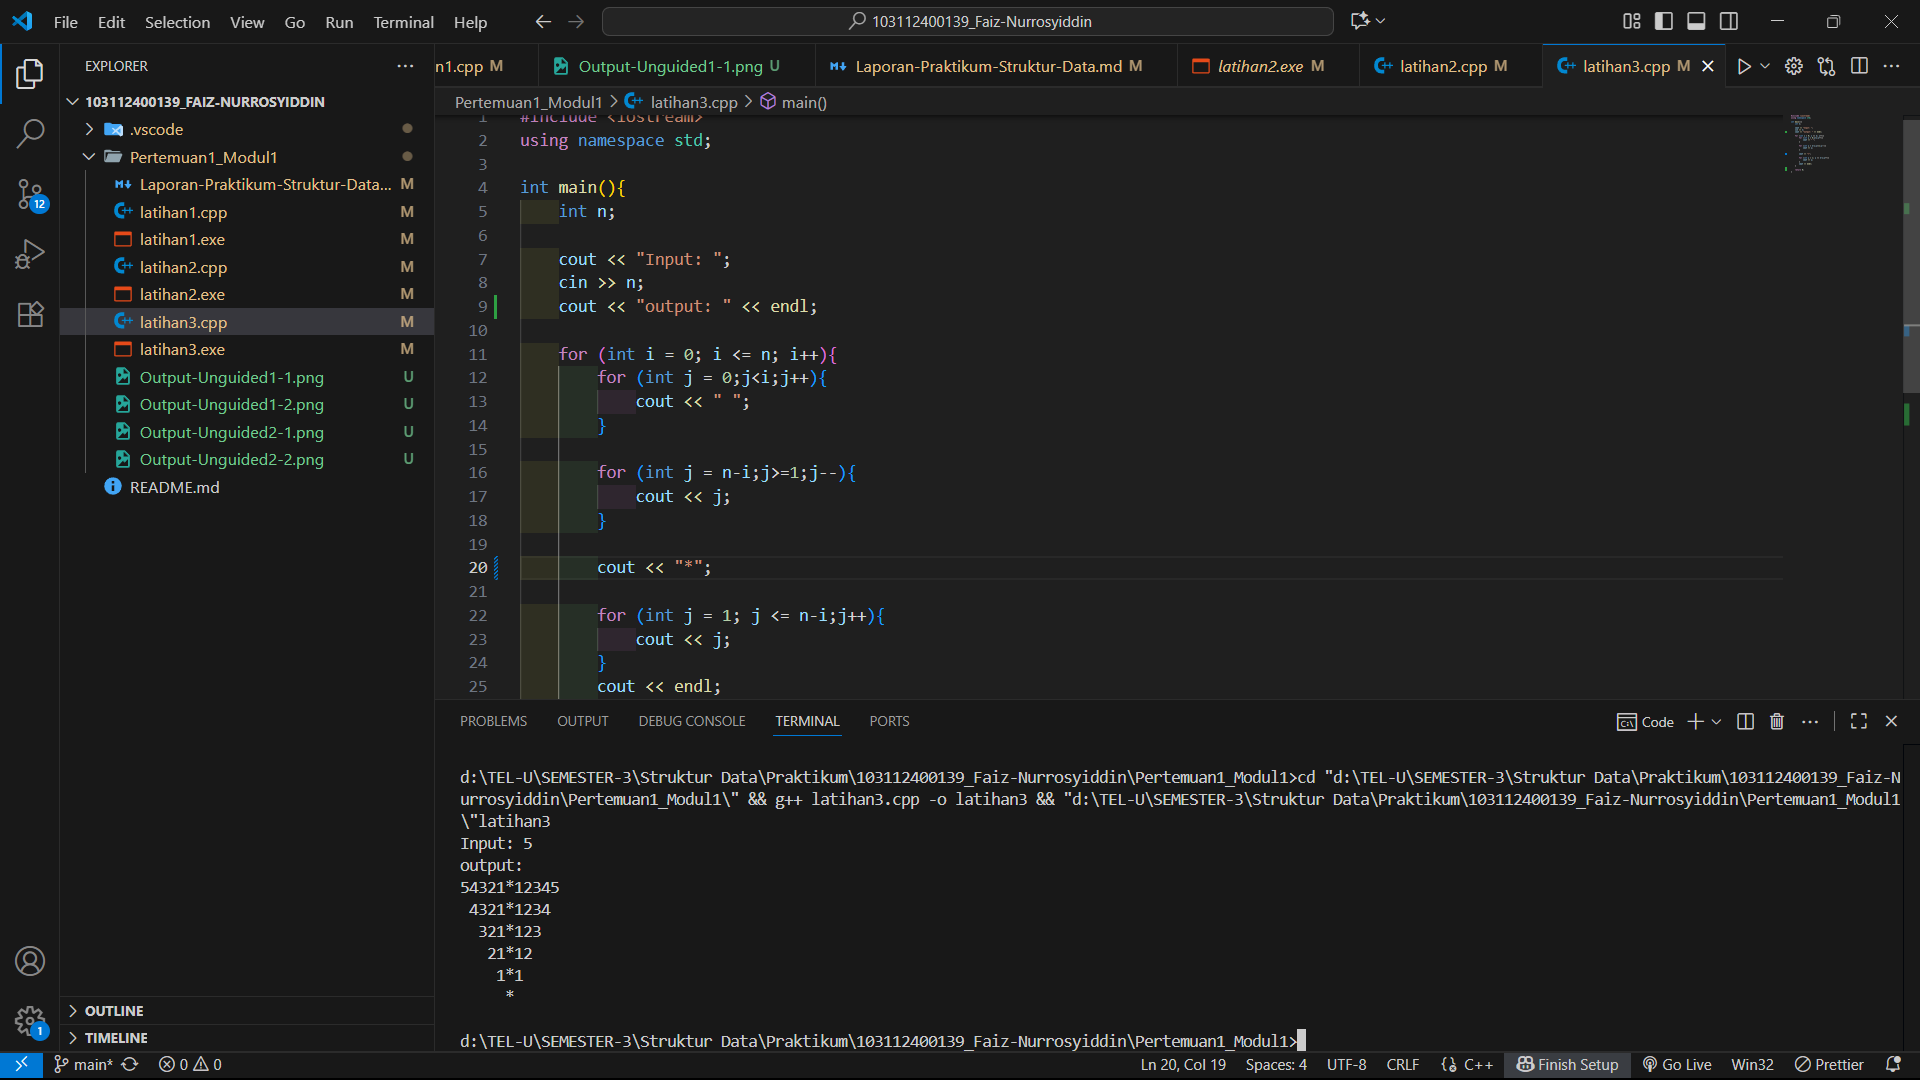 File Edit Selection View Go Run Terminal Help
103112400139_Faiz-Nurrosyiddin
EXPLORER
n1.cpp M
Output-Unguided1-1.png U
Laporan-Praktikum-Struktur-Data.md M
latihan2.exe M
latihan2.cpp M
latihan3.cpp M
103112400139_FAIZ-NURROSYIDDIN
.vscode
Pertemuan1_Modul1
Laporan-Praktikum-Struktur-Data... M
latihan1.cpp M
latihan1.exe M
latihan2.cpp M
latihan2.exe M
latihan3.cpp M
latihan3.exe M
Output-Unguided1-1.png U
Output-Unguided1-2.png U
Output-Unguided2-1.png U
Output-Unguided2-2.png U
README.md
12
1
OUTLINE
TIMELINE
Pertemuan1_Modul1 > latihan3.cpp > main()
1 #include <iostream>
2 using namespace std;
3
4 int main(){
5 int n;
6
7 cout << "Input: ";
8 cin >> n;
9 cout << "output: " << endl;
10
11 for (int i = 0; i <= n; i++){
12 for (int j = 0;j<i;j++){
13 cout << " ";
14 }
15
16 for (int j = n-i;j>=1;j--){
17 cout << j;
18 }
19
20 cout << "*";
21
22 for (int j = 1; j <= n-i;j++){
23 cout << j;
24 }
25 cout << endl;
PROBLEMS OUTPUT DEBUG CONSOLE TERMINAL PORTS
Code
d:\TEL-U\SEMESTER-3\Struktur Data\Praktikum\103112400139_Faiz-Nurrosyiddin\Pertemuan1_Modul1>cd "d:\TEL-U\SEMESTER-3\Struktur Data\Praktikum\103112400139_Faiz-N
urrosyiddin\Pertemuan1_Modul1\" && g++ latihan3.cpp -o latihan3 && "d:\TEL-U\SEMESTER-3\Struktur Data\Praktikum\103112400139_Faiz-Nurrosyiddin\Pertemuan1_Modul1
\"latihan3
Input: 5
output:
54321*12345
4321*1234
321*123
21*12
1*1
*
d:\TEL-U\SEMESTER-3\Struktur Data\Praktikum\103112400139_Faiz-Nurrosyiddin\Pertemuan1_Modul1>
main* 0 0 Ln 20, Col 19 Spaces: 4 UTF-8 CRLF {} C++ Finish Setup Go Live Win32 Prettier